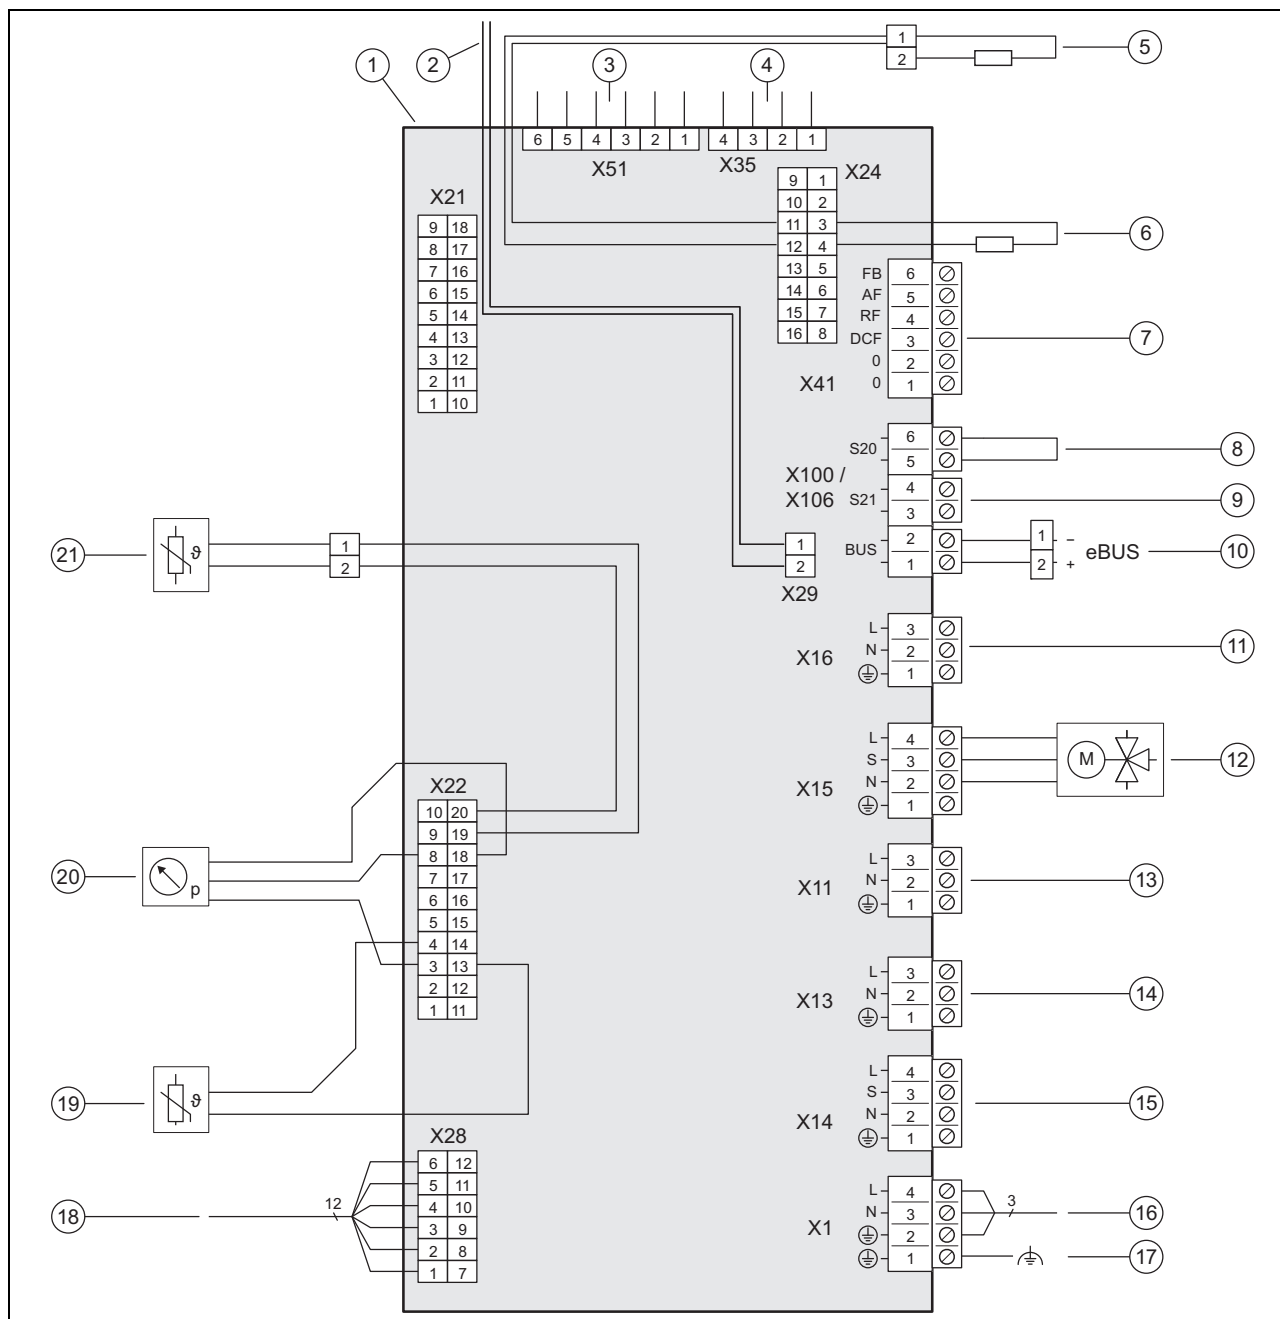 1
2
5
1
2
3
4
6 5 4 3 2 1
4 3 2 1
X51
X35
X24
9 1
10 2
11 3
12 4
13 5
14 6
15 7
16 8
6
X21
9 18
8 17
7 16
6 15
5 14
4 13
3 12
2 11
1 10
FB 6
AF 5
RF 4
DCF 3
0 2
0 1
7
X41
S20
6
5
8
X100 /
X106
S21
4
3
9
BUS
2
1
1 –
2 +
eBUS
10
1
2
X29
21
ϑ
1
2
X16
L 3
N 2
1
11
X15
L 4
S 3
N 2
1
M
12
X22
10 20
9 19
8 18
7 17
6 16
5 15
4 14
3 13
2 12
1 11
20
p
X11
L 3
N 2
1
13
X13
L 3
N 2
1
14
19
ϑ
X14
L 4
S 3
N 2
1
15
X28
6 12
5 11
4 10
3 9
2 8
1 7
18
12
X1
L 4
N 3
2
1
3
16
17